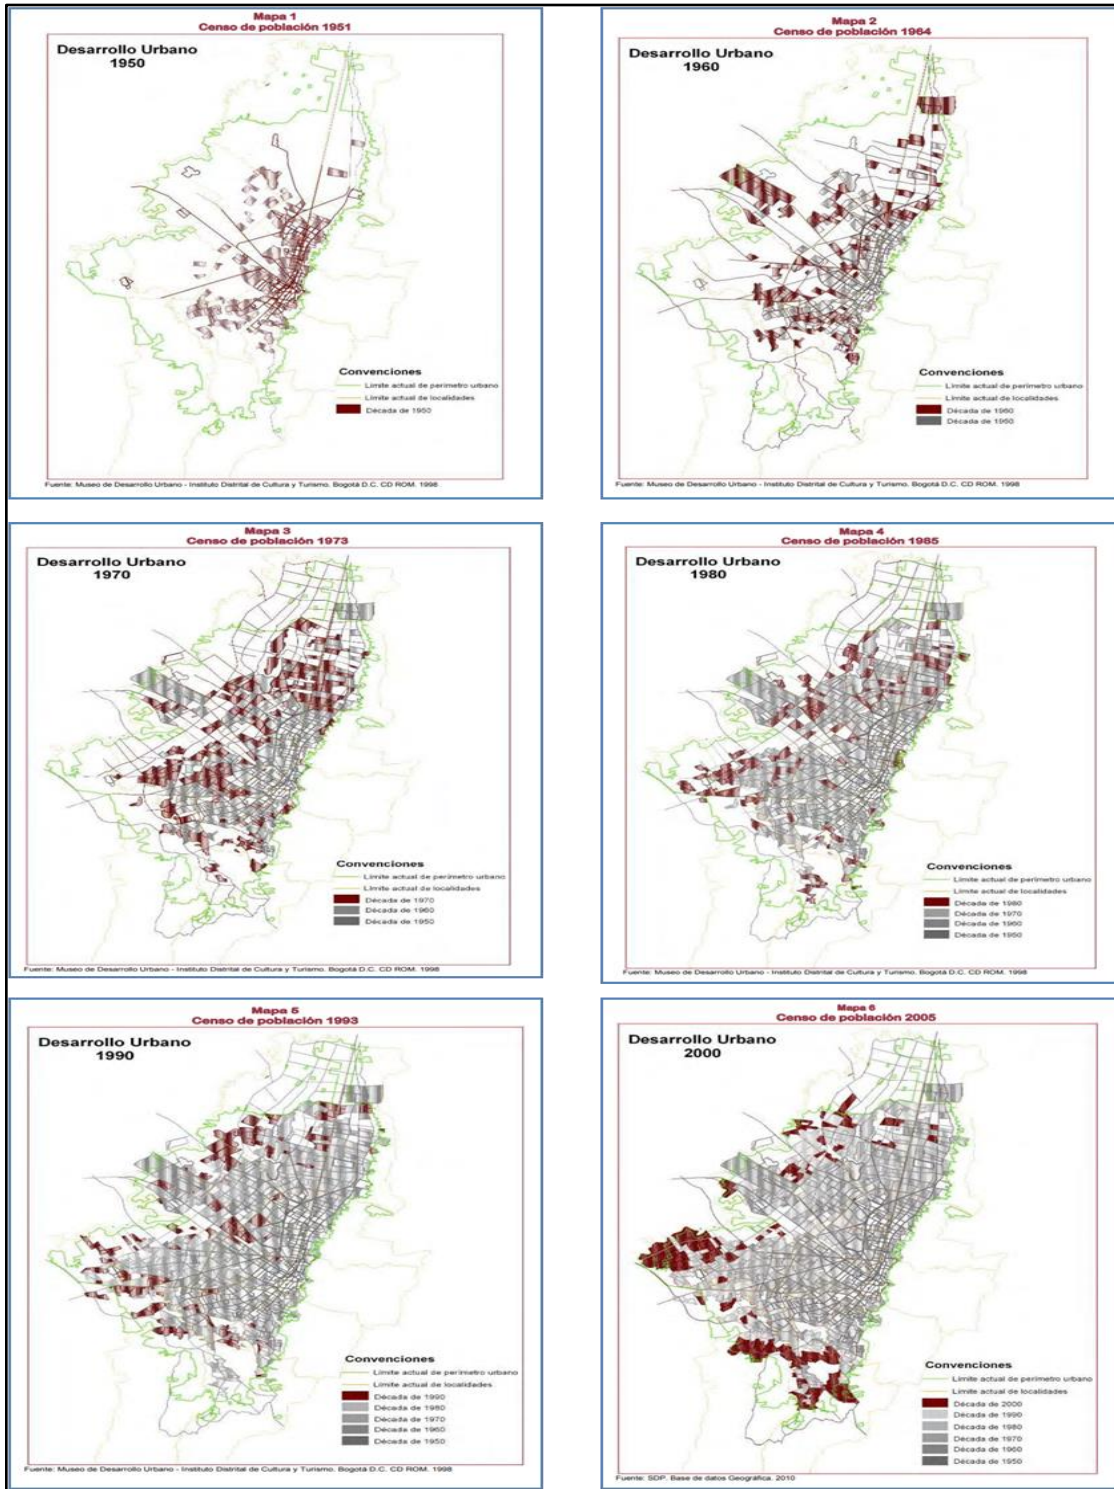 Mapa 1
Censo de población 1951
Desarrollo Urbano
1950
Convenciones
Límite actual de perímetro urbano
Límite actual de localidades
Década de 1950
Fuente: Museo de Desarrollo Urbano - Instituto Distrital de Cultura y Turismo. Bogotá D.C. CD ROM. 1998
Mapa 2
Censo de población 1964
Desarrollo Urbano
1960
Convenciones
Límite actual de perímetro urbano
Límite actual de localidades
Década de 1960
Década de 1960
Fuente: Museo de Desarrollo Urbano - Instituto Distrital de Cultura y Turismo. Bogotá D.C. CD ROM. 1998
Mapa 3
Censo de población 1973
Desarrollo Urbano
1970
Convenciones
Límite actual de perímetro urbano
Límite actual de localidades
Década de 1970
Década de 1960
Década de 1950
Fuente: Museo de Desarrollo Urbano - Instituto Distrital de Cultura y Turismo. Bogotá D.C. CD ROM. 1998
Mapa 4
Censo de población 1985
Desarrollo Urbano
1980
Convenciones
Límite actual de perímetro urbano
Límite actual de localidades
Década de 1980
Década de 1970
Década de 1960
Década de 1950
Fuente: Museo de Desarrollo Urbano - Instituto Distrital de Cultura y Turismo. Bogotá D.C. CD ROM. 1998
Mapa 5
Censo de población 1993
Desarrollo Urbano
1990
Convenciones
Límite actual de perímetro urbano
Límite actual de localidades
Década de 1990
Década de 1980
Década de 1970
Década de 1960
Década de 1950
Fuente: Museo de Desarrollo Urbano - Instituto Distrital de Cultura y Turismo. Bogotá D.C. CD ROM. 1998
Mapa 6
Censo de población 2005
Desarrollo Urbano
2000
Convenciones
Límite actual de perímetro urbano
Límite actual de localidades
Década de 2000
Década de 1990
Década de 1980
Década de 1970
Década de 1960
Década de 1950
Fuente: SDP. Base de datos Geográfica. 2010